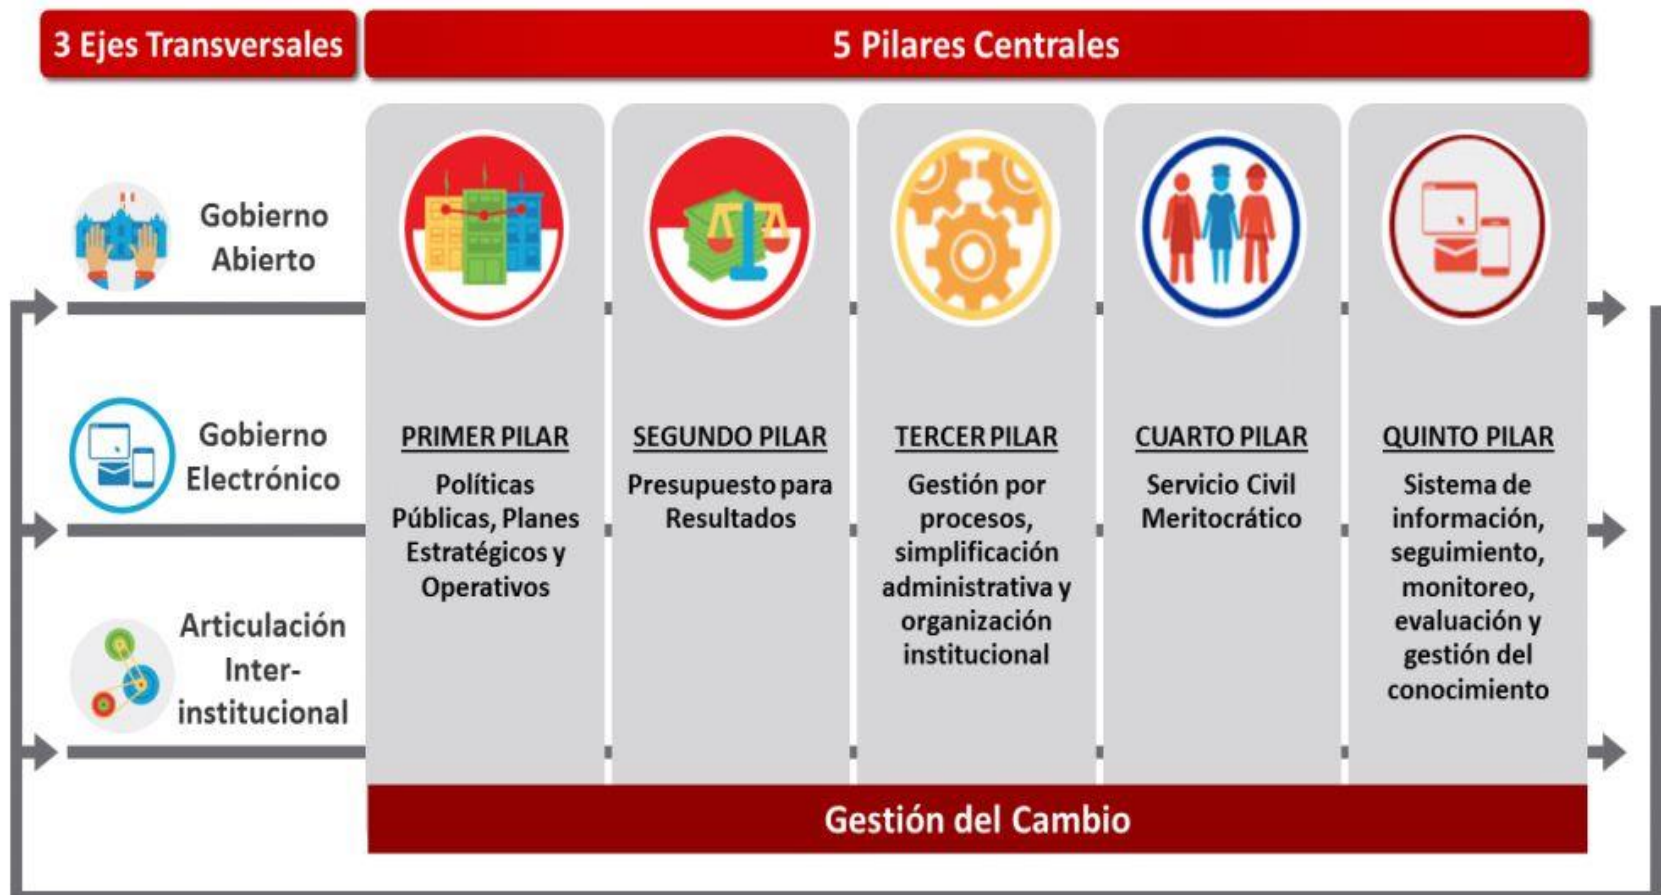 3 Ejes Transversales
5 Pilares Centrales
Gobierno
Abierto
Gobierno
Electrónico
Articulación
Inter-
institucional
PRIMER PILAR
Políticas
Públicas, Planes
Estratégicos y
Operativos
SEGUNDO PILAR
Presupuesto para
Resultados
TERCER PILAR
Gestión por
procesos,
simplificación
administrativa y
organización
institucional
CUARTO PILAR
Servicio Civil
Meritocrático
QUINTO PILAR
Sistema de
información,
seguimiento,
monitoreo,
evaluación y
gestión del
conocimiento
Gestión del Cambio